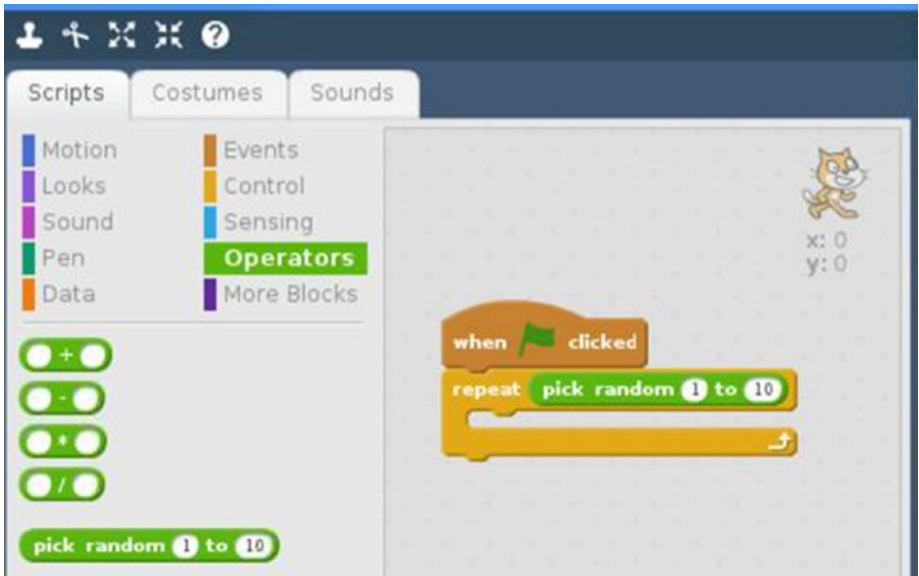 ?
Scripts Costumes Sounds
Motion Events
Looks Control
Sound Sensing
Pen Operators
Data More Blocks
+
-
*
/
pick random 1 to 10
x: 0
y: 0
when clicked
repeat pick random 1 to 10